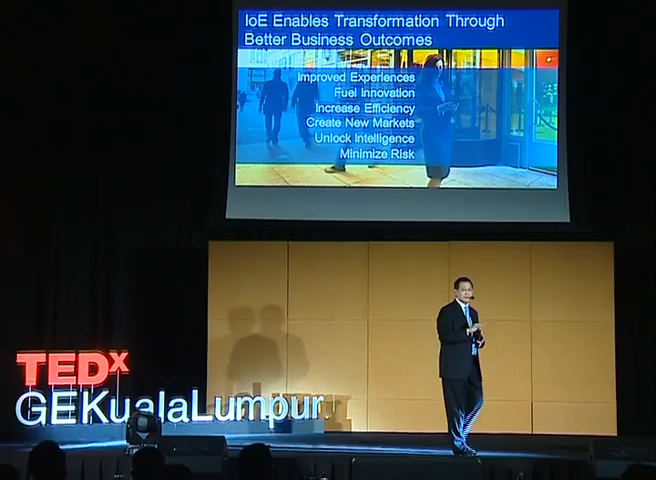 IoE Enables Transformation Through
Better Business Outcomes
Improved Experiences
Fuel Innovation
Increase Efficiency
Create New Markets
Unlock Intelligence
Minimize Risk
TEDx
GEKualaLumpur